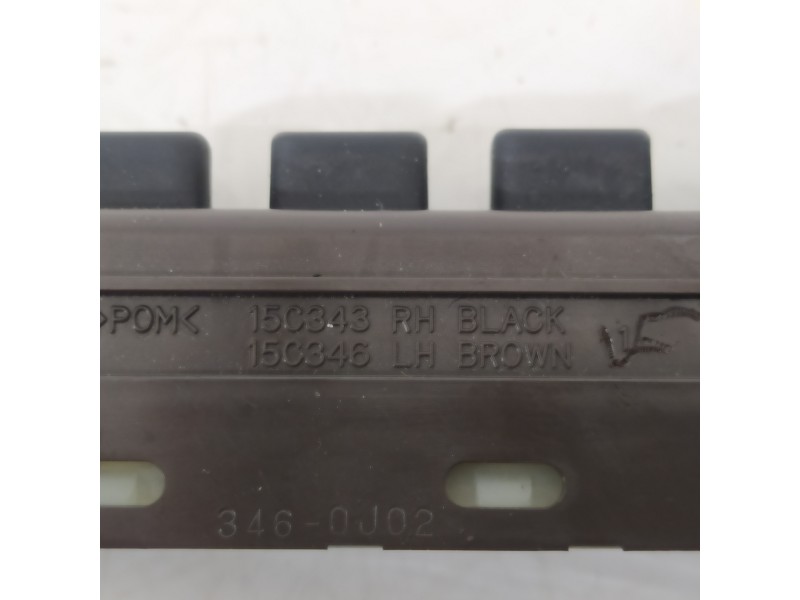 >POM< 15C343 RH BLACK
15C346 LH BROWN
346-0J02